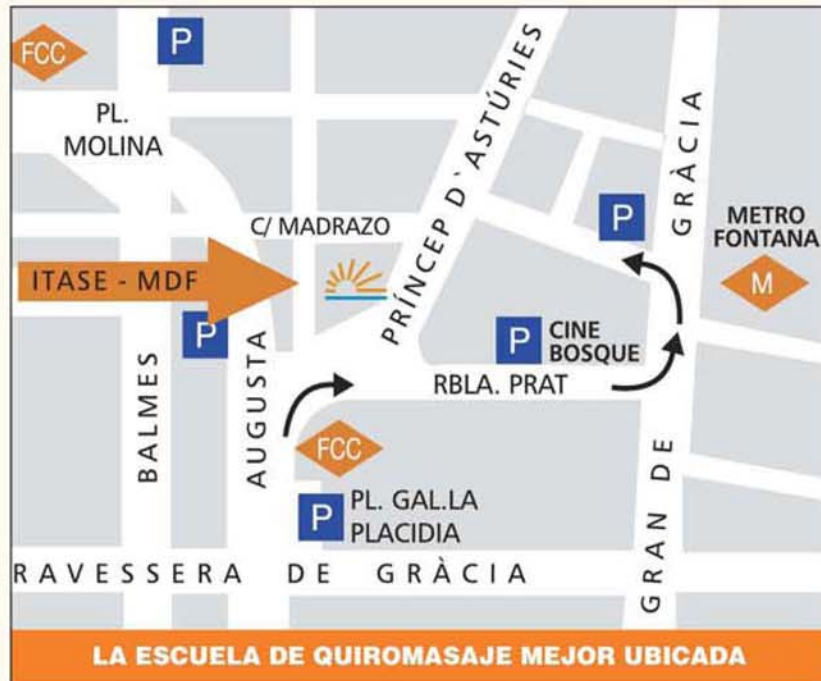 FCC
P
PL.
MOLINA
PRÍNCEP D`ASTÚRIES
GRAN DE GRÀCIA
C/ MADRAZO
P
METRO
FONTANA
M
ITASE - MDF
P
BALMES
AUGUSTA
P
CINE
BOSQUE
RBLA. PRAT
FCC
P
PL. GAL.LA
PLACIDIA
RAVESSERA DE GRÀCIA
LA ESCUELA DE QUIROMASAJE MEJOR UBICADA